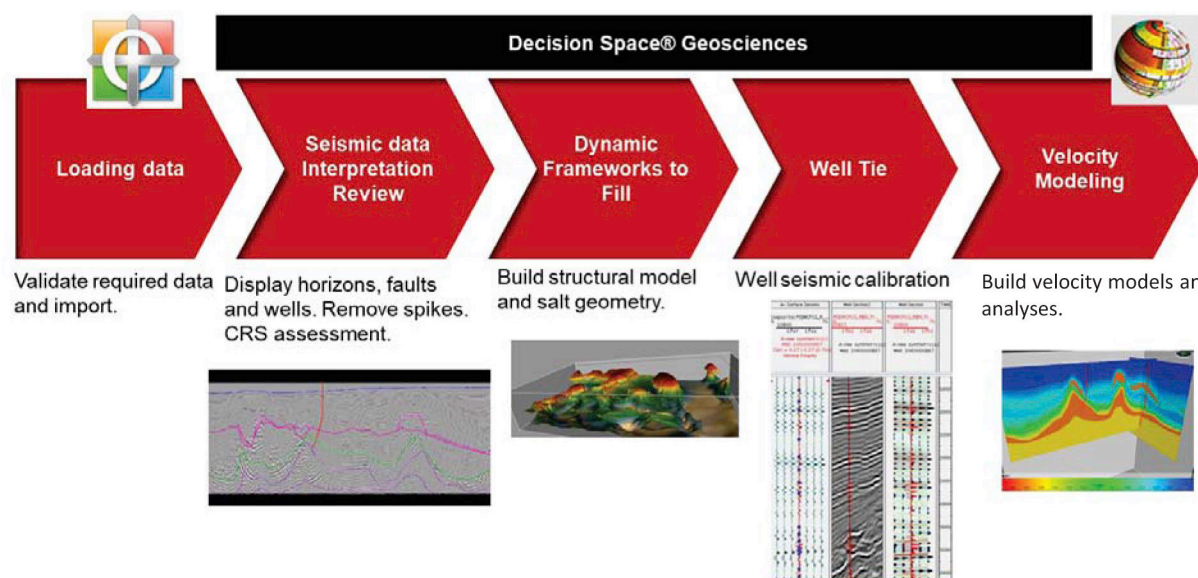 Decision Space® Geosciences
Loading data
Seismic data
Interpretation
Review
Dynamic
Frameworks to
Fill
Well Tie
Velocity
Modeling
Validate required data
and import.
Display horizons, faults
and wells. Remove spikes.
CRS assessment.
Build structural model
and salt geometry.
Well seismic calibration
Build velocity models an
analyses.